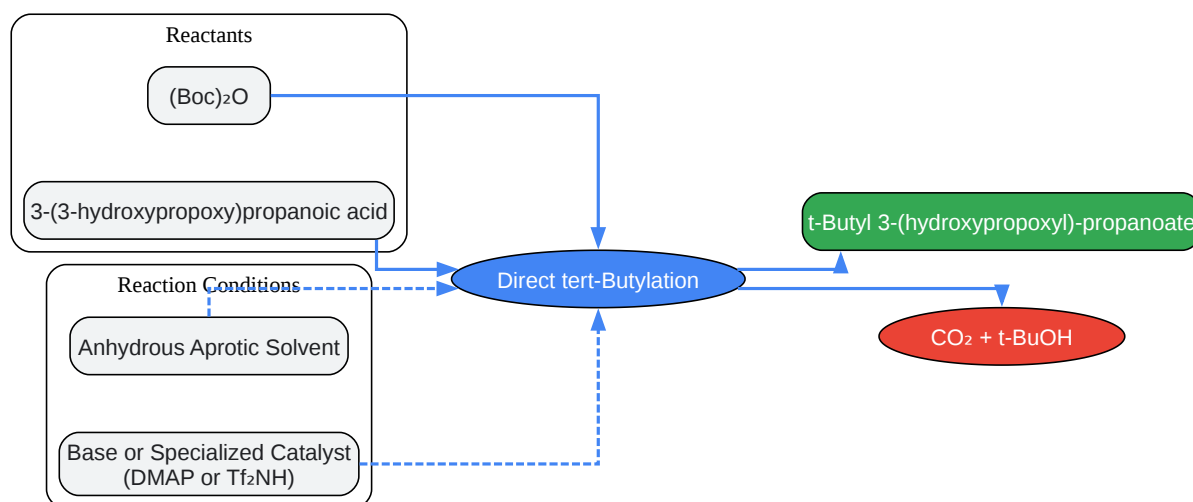 Reactants
(Boc)₂O
3-(3-hydroxypropoxy)propanoic acid
Reaction Conditions
Anhydrous Aprotic Solvent
Base or Specialized Catalyst
(DMAP or Tf₂NH)
Direct tert-Butylation
t-Butyl 3-(hydroxypropoxyl)-propanoate
CO₂ + t-BuOH